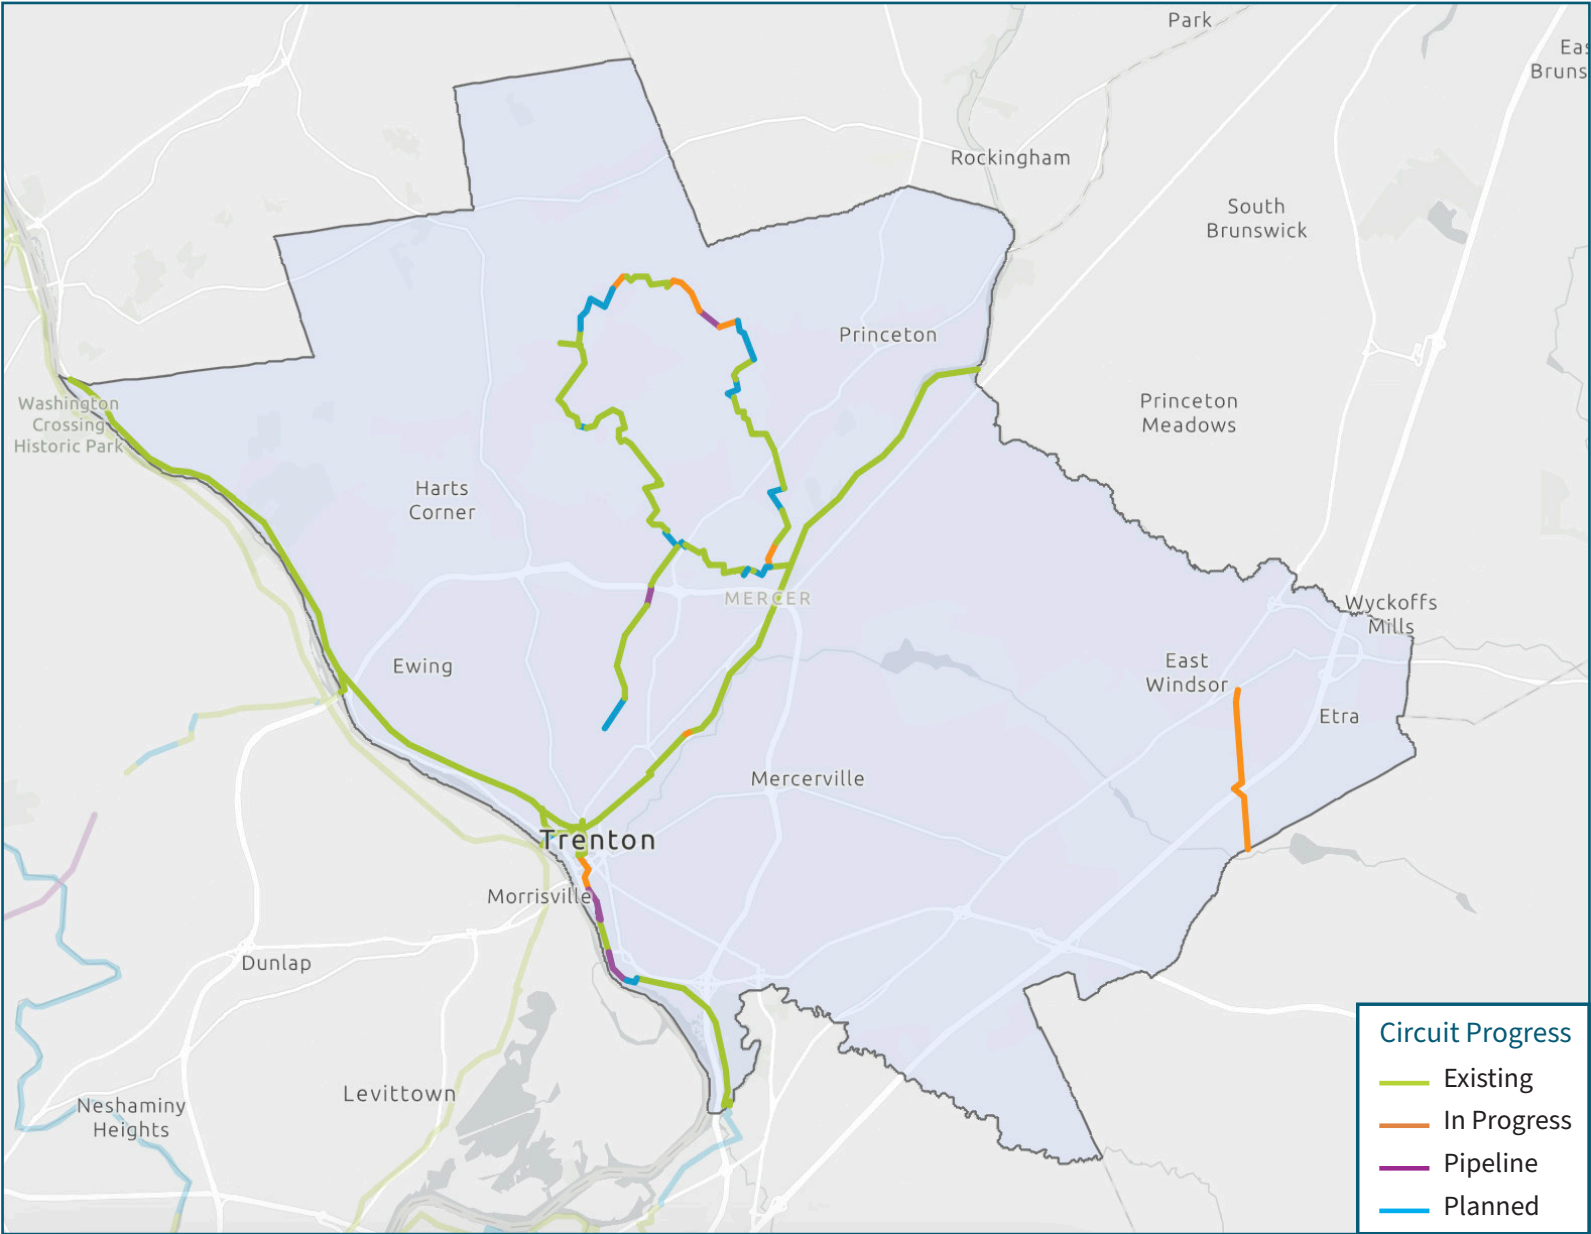 Park
Eas
Bruns
Rockingham
South
Brunswick
Princeton
Washington
Crossing
Historic Park
Princeton
Meadows
Harts
Corner
MERCER
Wyckoffs
Mills
Ewing
East
Windsor
Etra
Mercerville
Trenton
Morrisville
Dunlap
Levittown
Neshaminy
Heights
Circuit Progress
Existing
In Progress
Pipeline
Planned